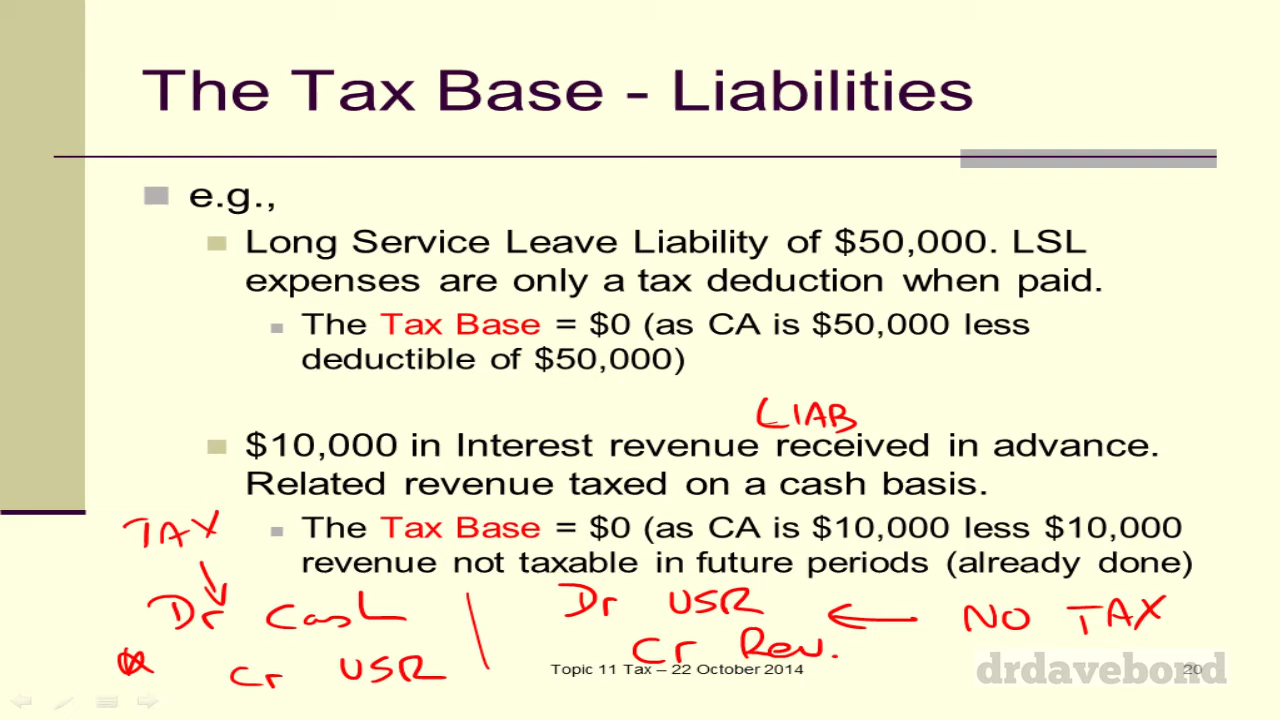 The Tax Base - Liabilities
e.g.,
Long Service Leave Liability of $50,000. LSL
expenses are only a tax deduction when paid.
The Tax Base = $0 (as CA is $50,000 less
deductible of $50,000)
LIAB
$10,000 in Interest revenue received in advance.
Related revenue taxed on a cash basis.
The Tax Base = $0 (as CA is $10,000 less $10,000
revenue not taxable in future periods (already done)
TAX
Dr Cash
Cr USR
Dr USR
Cr Rev.
NO TAX
Topic 11 Tax – 22 October 2014
drdavebond
20